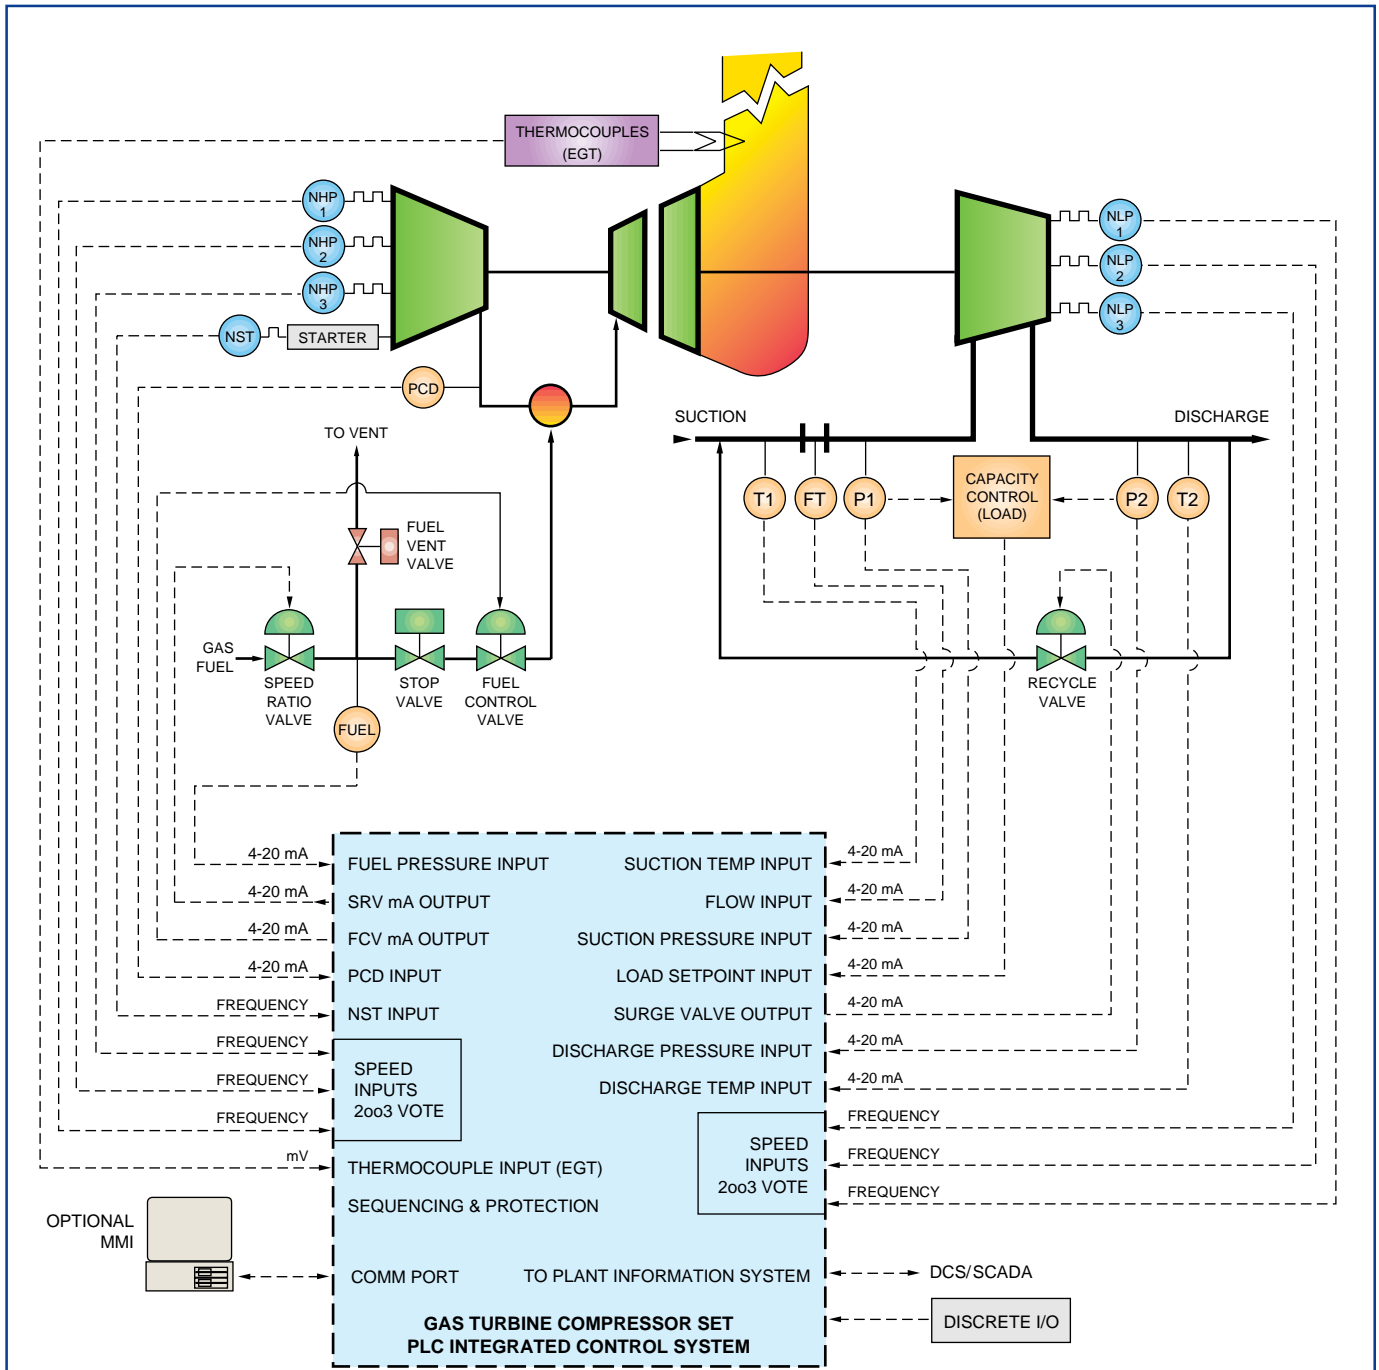 THERMOCOUPLES
(EGT)
NHP
1
NHP
2
NHP
3
NST
STARTER
PCD
NLP
1
NLP
2
NLP
3
SUCTION
DISCHARGE
TO VENT
T1
FT
P1
CAPACITY
CONTROL
(LOAD)
P2
T2
FUEL
VENT
VALVE
GAS
FUEL
SPEED
RATIO
VALVE
STOP
VALVE
FUEL
CONTROL
VALVE
RECYCLE
VALVE
FUEL
4-20 mA
FUEL PRESSURE INPUT
4-20 mA
SRV mA OUTPUT
4-20 mA
FCV mA OUTPUT
4-20 mA
PCD INPUT
FREQUENCY
NST INPUT
FREQUENCY
FREQUENCY
FREQUENCY
SPEED
INPUTS
2oo3 VOTE
mV
THERMOCOUPLE INPUT (EGT)
SEQUENCING & PROTECTION
SUCTION TEMP INPUT
4-20 mA
FLOW INPUT
4-20 mA
SUCTION PRESSURE INPUT
4-20 mA
LOAD SETPOINT INPUT
4-20 mA
SURGE VALVE OUTPUT
4-20 mA
DISCHARGE PRESSURE INPUT
4-20 mA
DISCHARGE TEMP INPUT
4-20 mA
SPEED
INPUTS
2oo3 VOTE
FREQUENCY
FREQUENCY
FREQUENCY
OPTIONAL
MMI
COMM PORT
TO PLANT INFORMATION SYSTEM
DCS/SCADA
GAS TURBINE COMPRESSOR SET
PLC INTEGRATED CONTROL SYSTEM
DISCRETE I/O